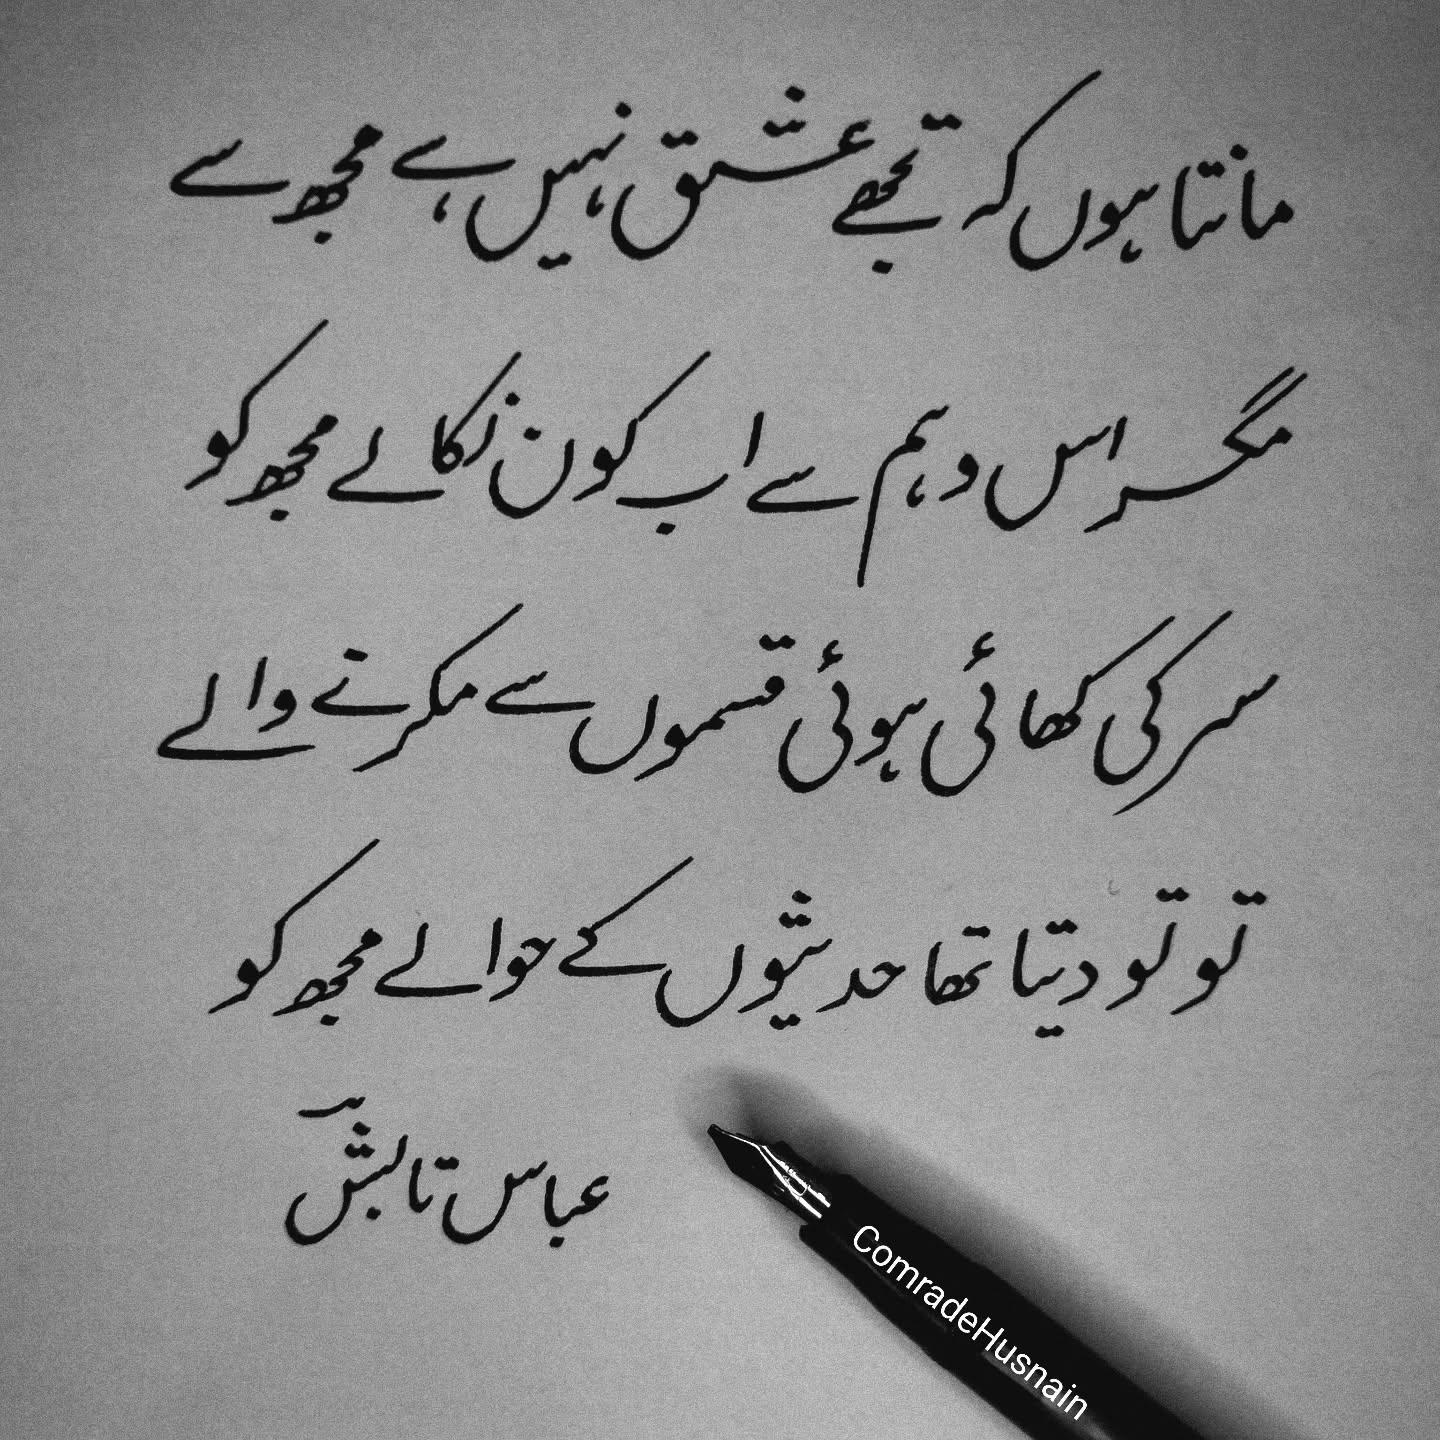 مانتا ہوں کہ تجھے عشق نہیں ہے مجھ سے
مگر اس وہم سے اب کون نکالے مجھ کو
سر کی کھائی ہوئی قسموں سے مکرنے والے
تو تو دیتا تھا حدیثوں کے حوالے مجھ کو
عباس تابش
ComradeHusnain